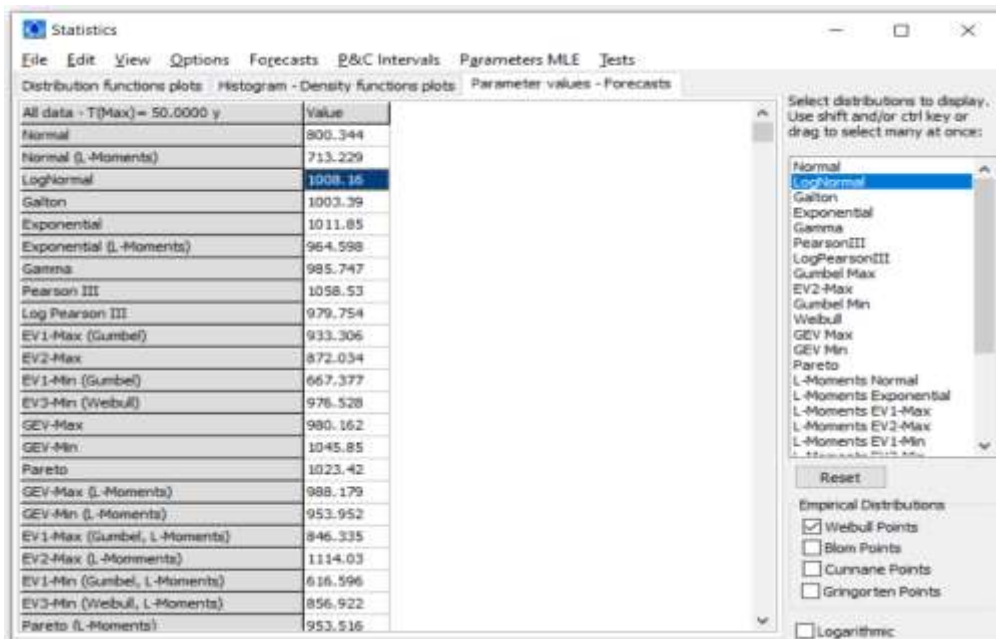 Statistics
File Edit View Options Forecasts P&C Intervals Parameters MLE Tests
Distribution functions plots Histogram - Density functions plots Parameter values - Forecasts
All data - T(Max)= 50.0000 y Value
Normal 800.344
Normal (L-Moments) 713.229
LogNormal 1008.16
Galton 1003.39
Exponential 1011.85
Exponential (L-Moments) 964.598
Gamma 985.747
Pearson III 1058.53
Log Pearson III 979.754
EV1-Max (Gumbel) 933.306
EV2-Max 872.034
EV1-Min (Gumbel) 667.377
EV3-Min (Weibull) 976.528
GEV-Max 980.162
GEV-Min 1045.85
Pareto 1023.42
GEV-Max (L-Moments) 988.179
GEV-Min (L-Moments) 953.952
EV1-Max (Gumbel, L-Moments) 846.335
EV2-Max (L-Momments) 1114.03
EV1-Min (Gumbel, L-Moments) 616.596
EV3-Min (Weibull, L-Moments) 856.922
Pareto (L-Moments) 953.516
Select distributions to display.
Use shift and/or ctrl key or
drag to select many at once:
Normal
LogNormal
Galton
Exponential
Gamma
PearsonIII
LogPearsonIII
Gumbel Max
EV2-Max
Gumbel Min
Weibull
GEV Max
GEV Min
Pareto
L-Moments Normal
L-Moments Exponential
L-Moments EV1-Max
L-Moments EV2-Max
L-Moments EV1-Min
Reset
Empirical Distributions
Weibull Points
Blom Points
Cunnane Points
Gringorten Points
Logarithmic